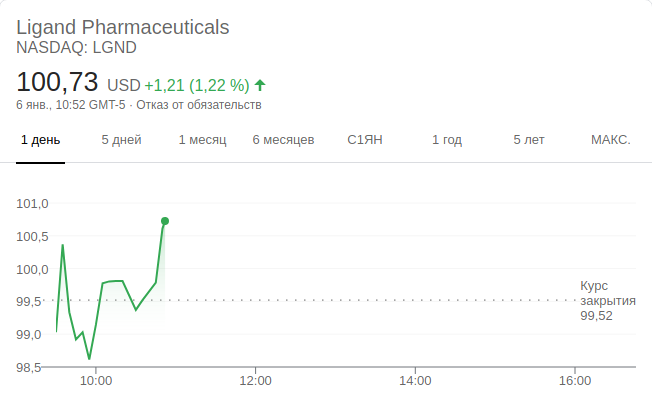 Ligand Pharmaceuticals
NASDAQ: LGND
100,73 USD +1,21 (1,22 %)
6 янв., 10:52 GMT-5 · Отказ от обязательств
1 день 5 дней 1 месяц 6 месяцев С1ЯН 1 год 5 лет МАКС.
101,0
100,5
100,0
99,5
99,0
98,5
Курс
закрытия
99,52
10:00 12:00 14:00 16:00